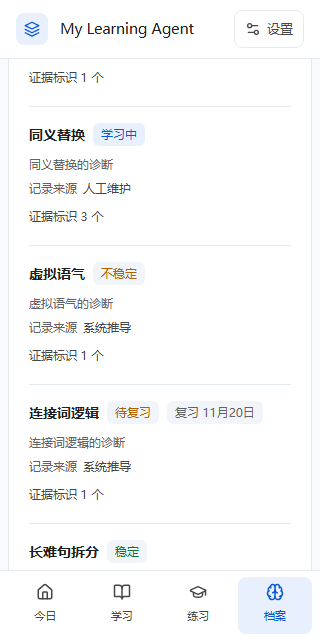 My Learning Agent
设置
证据标识 1 个
同义替换 学习中
同义替换的诊断
记录来源 人工维护
证据标识 3 个
虚拟语气 不稳定
虚拟语气的诊断
记录来源 系统推导
证据标识 1 个
连接词逻辑 待复习 复习 11月20日
连接词逻辑的诊断
记录来源 系统推导
证据标识 1 个
长难句拆分 稳定
今日 学习 练习 档案